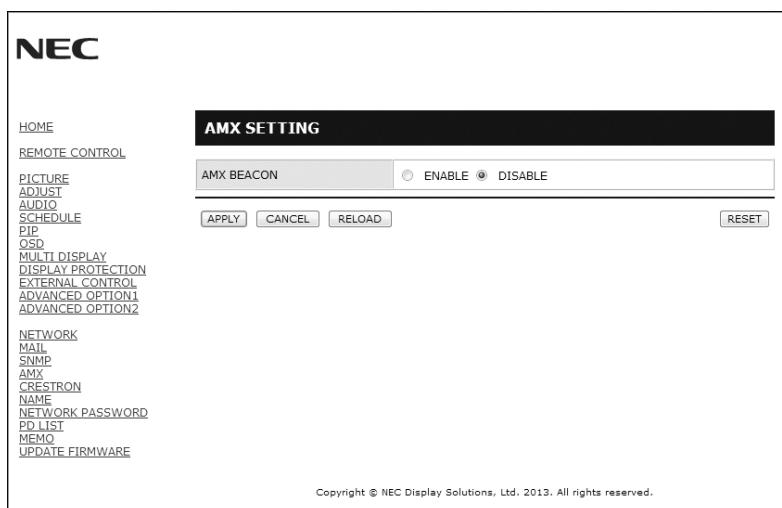 NEC
HOME
REMOTE CONTROL
PICTURE
ADJUST
AUDIO
SCHEDULE
PIP
OSD
MULTI DISPLAY
DISPLAY PROTECTION
EXTERNAL CONTROL
ADVANCED OPTION1
ADVANCED OPTION2
NETWORK
MAIL
SNMP
AMX
CRESTRON
NAME
NETWORK PASSWORD
PD LIST
MEMO
UPDATE FIRMWARE
AMX SETTING
AMX BEACON ENABLE DISABLE
APPLY CANCEL RELOAD RESET
Copyright © NEC Display Solutions, Ltd. 2013. All rights reserved.